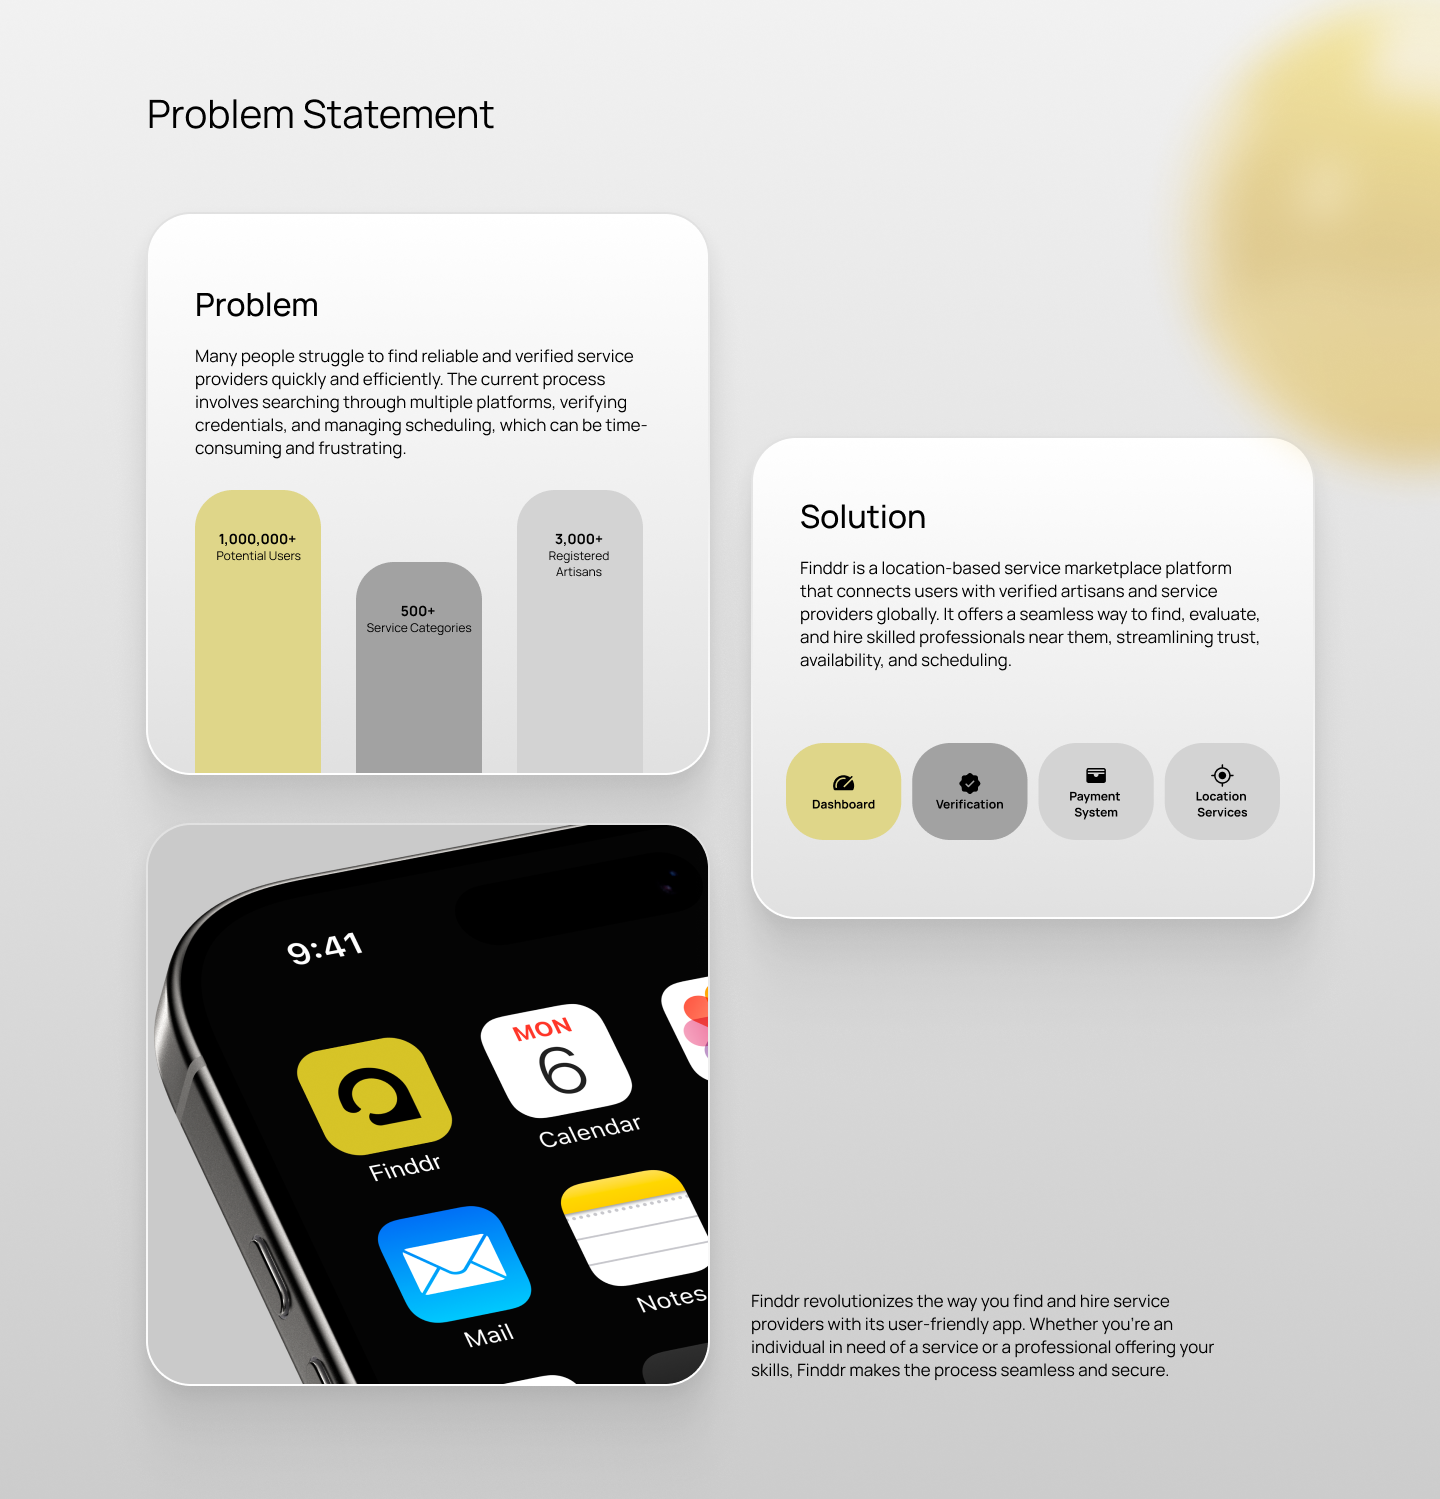 Problem Statement
Problem
Many people struggle to find reliable and verified service
providers quickly and efficiently. The current process
involves searching through multiple platforms, verifying
credentials, and managing scheduling, which can be time-
consuming and frustrating.
1,000,000+
Potential Users
500+
Service Categories
3,000+
Registered
Artisans
Solution
Finddr is a location-based service marketplace platform
that connects users with verified artisans and service
providers globally. It offers a seamless way to find, evaluate,
and hire skilled professionals near them, streamlining trust,
availability, and scheduling.
Dashboard
Verification
Payment
System
Location
Services
9:41
MON
6
Finddr
Calendar
Mail
Notes
Finddr revolutionizes the way you find and hire service
providers with its user-friendly app. Whether you're an
individual in need of a service or a professional offering your
skills, Finddr makes the process seamless and secure.